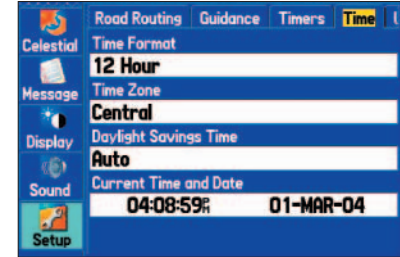 Road Routing Guidance Timers Time
Celestial
Time Format
12 Hour
Message
Time Zone
Central
Display
Daylight Savings Time
Auto
Sound
Current Time and Date
04:08:59PM 01-MAR-04
Setup